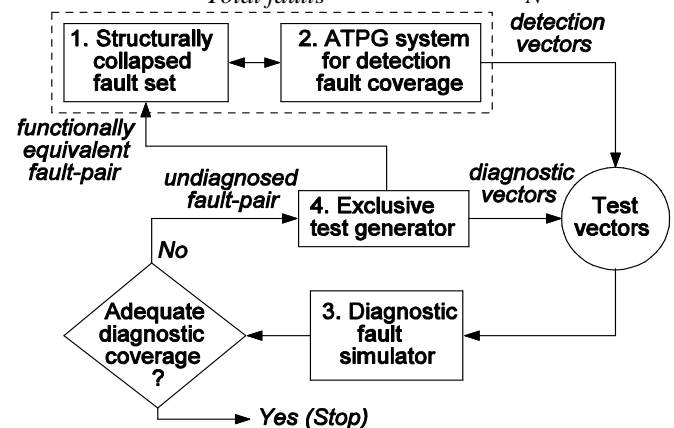 Total faults
N
detection
vectors
1. Structurally
collapsed
fault set
2. ATPG system
for detection
fault coverage
functionally
equivalent
fault-pair
undiagnosed
fault-pair
4. Exclusive
test generator
diagnostic
vectors
Test
vectors
No
Adequate
diagnostic
coverage
?
3. Diagnostic
fault
simulator
Yes (Stop)